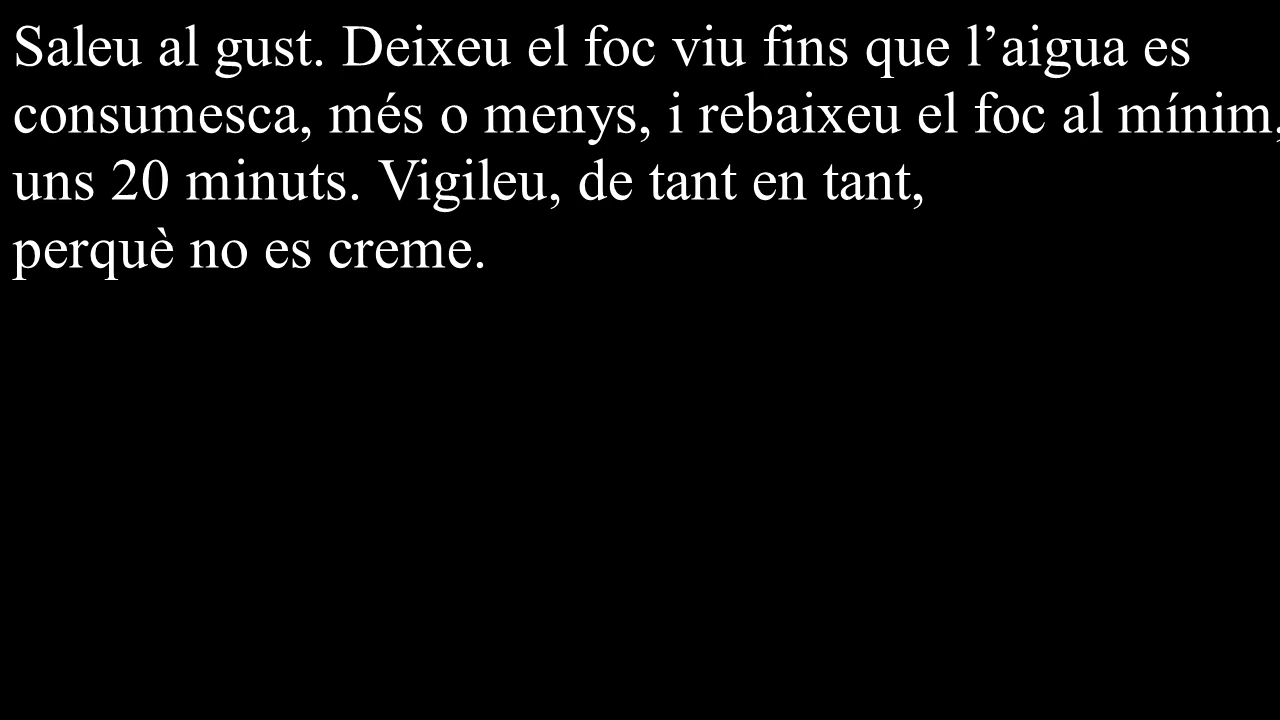 Saleu al gust. Deixeu el foc viu fins que l’aigua es
consumesca, més o menys, i rebaixeu el foc al mínim,
uns 20 minuts. Vigileu, de tant en tant,
perquè no es creme.